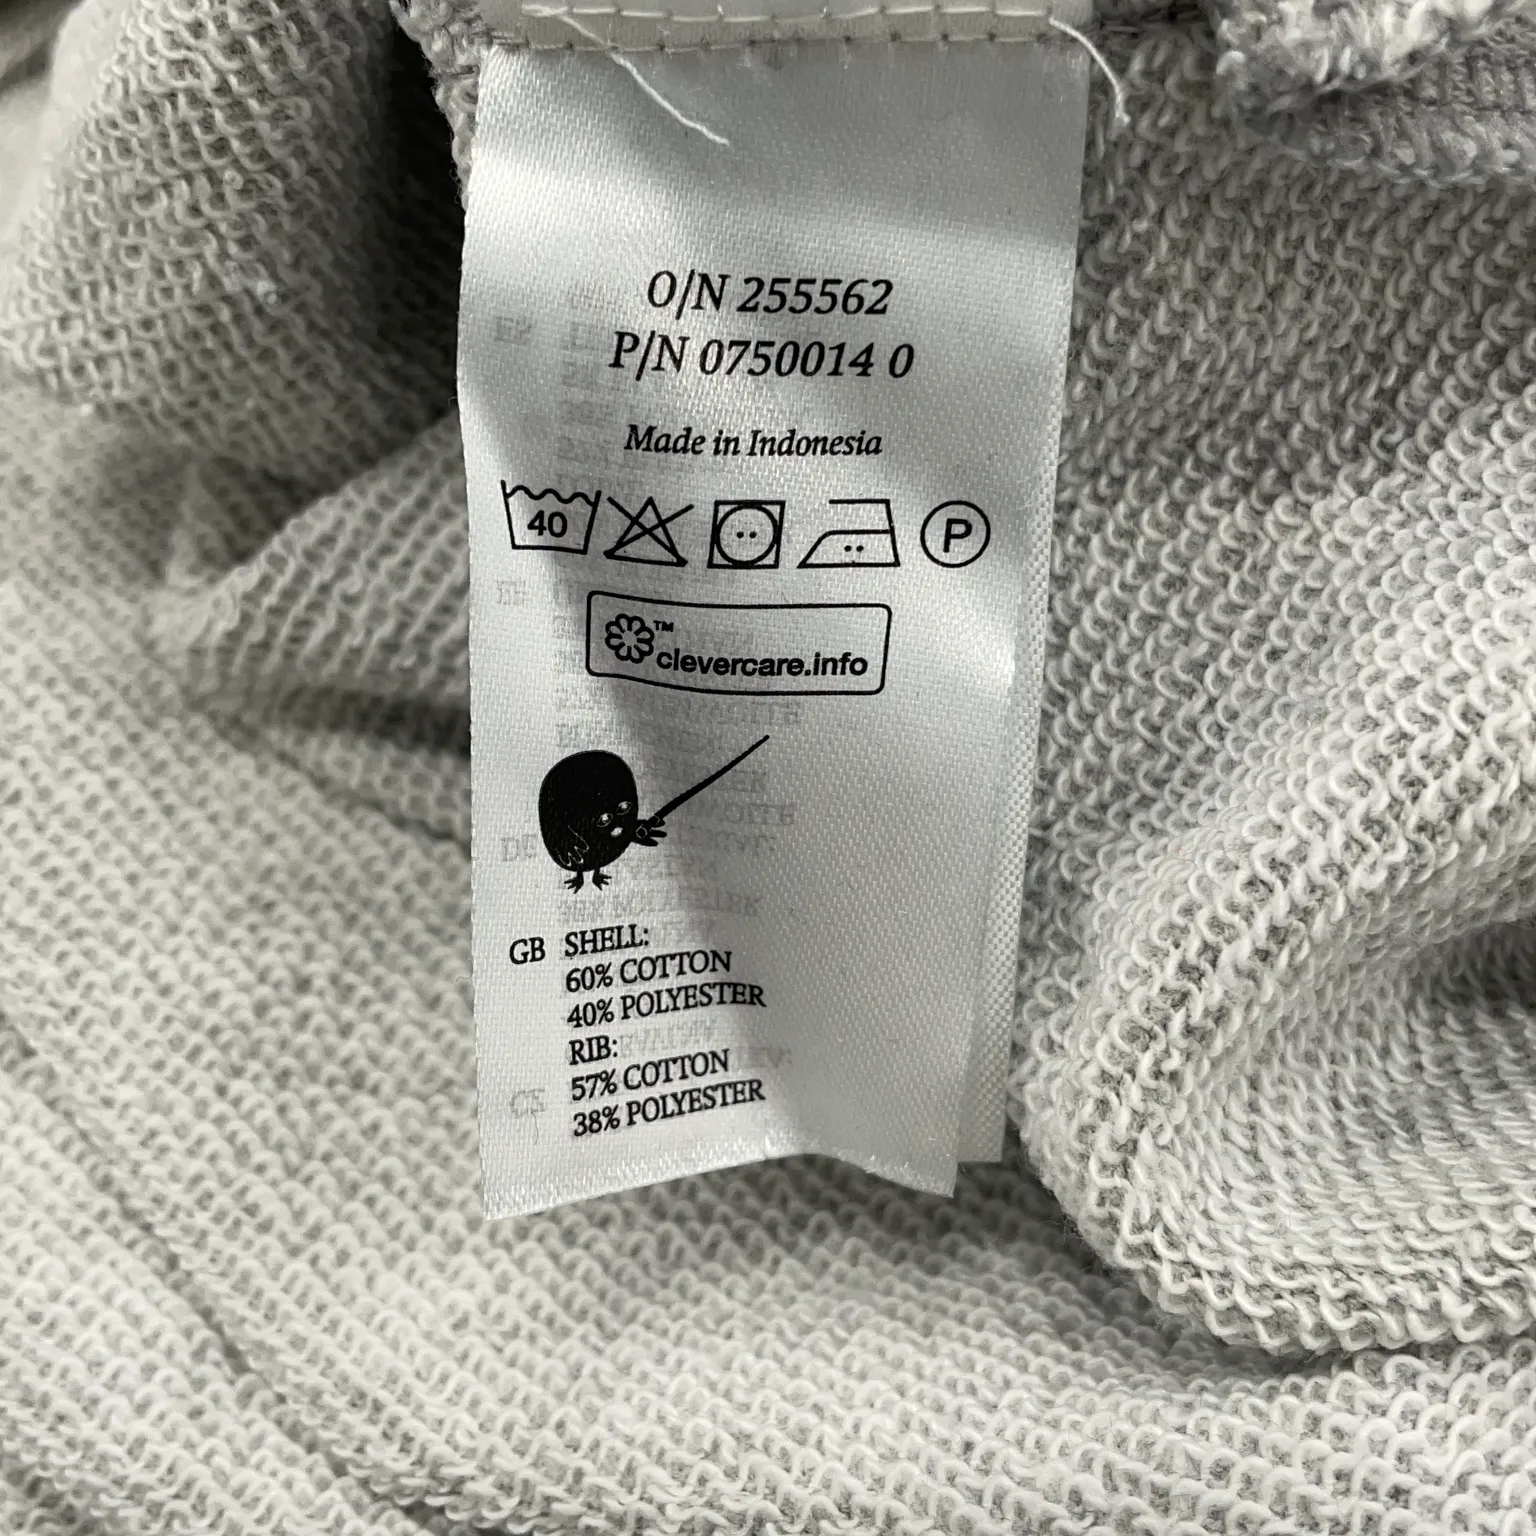 O/N 255562
P/N 0750014 0
Made in Indonesia
40
P
™
clevercare.info
GB SHELL:
60% COTTON
40% POLYESTER
RIB:
57% COTTON
38% POLYESTER